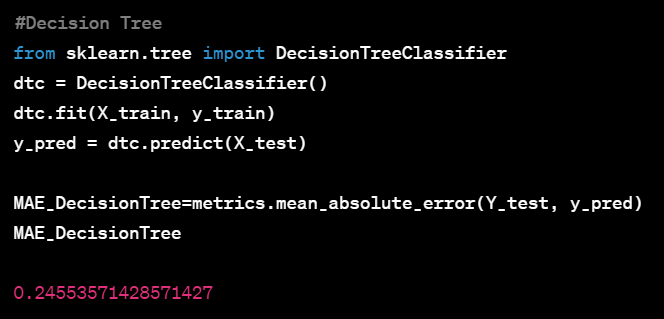 #Decision Tree
from sklearn.tree import DecisionTreeClassifier
dtc = DecisionTreeClassifier()
dtc.fit(X_train, y_train)
y_pred = dtc.predict(X_test)
MAE_DecisionTree=metrics.mean_absolute_error(Y_test, y_pred)
MAE_DecisionTree
0.24553571428571427